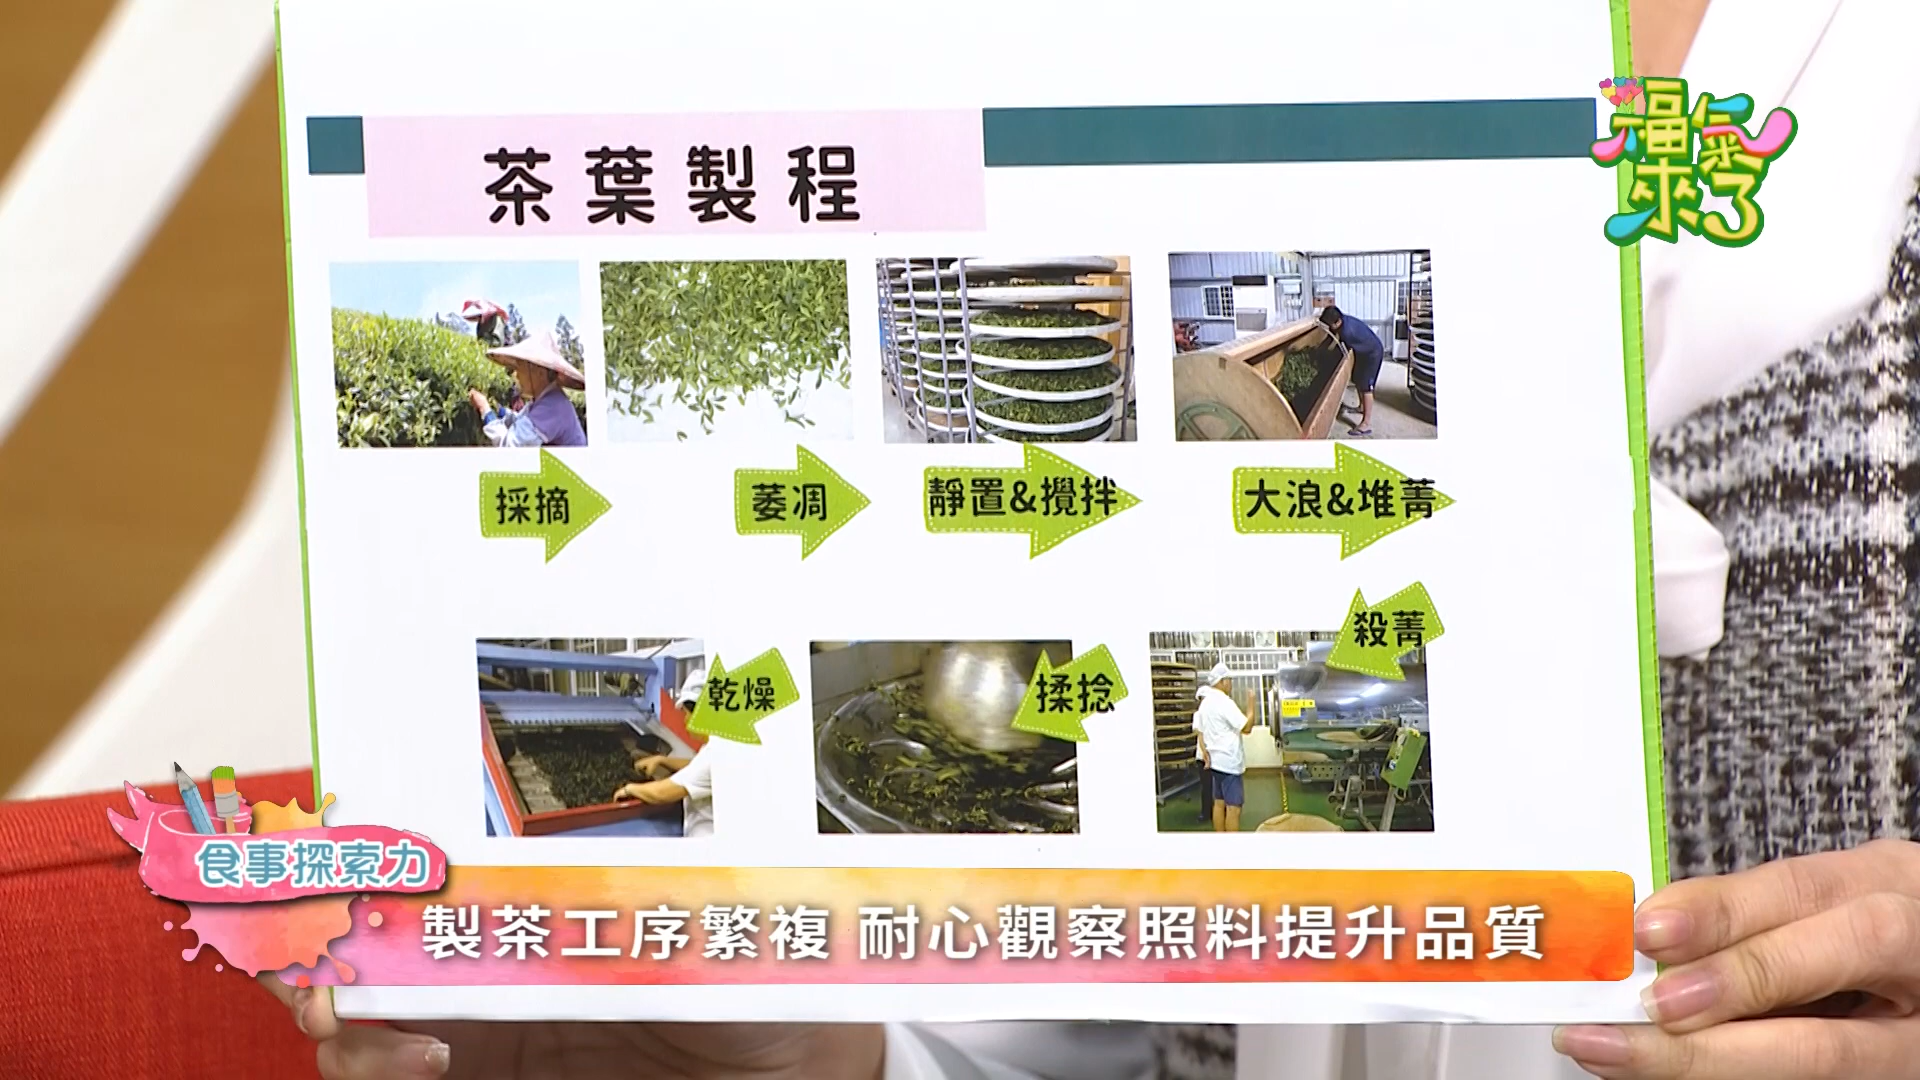 福氣來了
茶葉製程
採摘
萎凋
靜置&攪拌
大浪&堆菁
殺菁
揉捻
乾燥
食事探索力
製茶工序繁複 耐心觀察照料提升品質